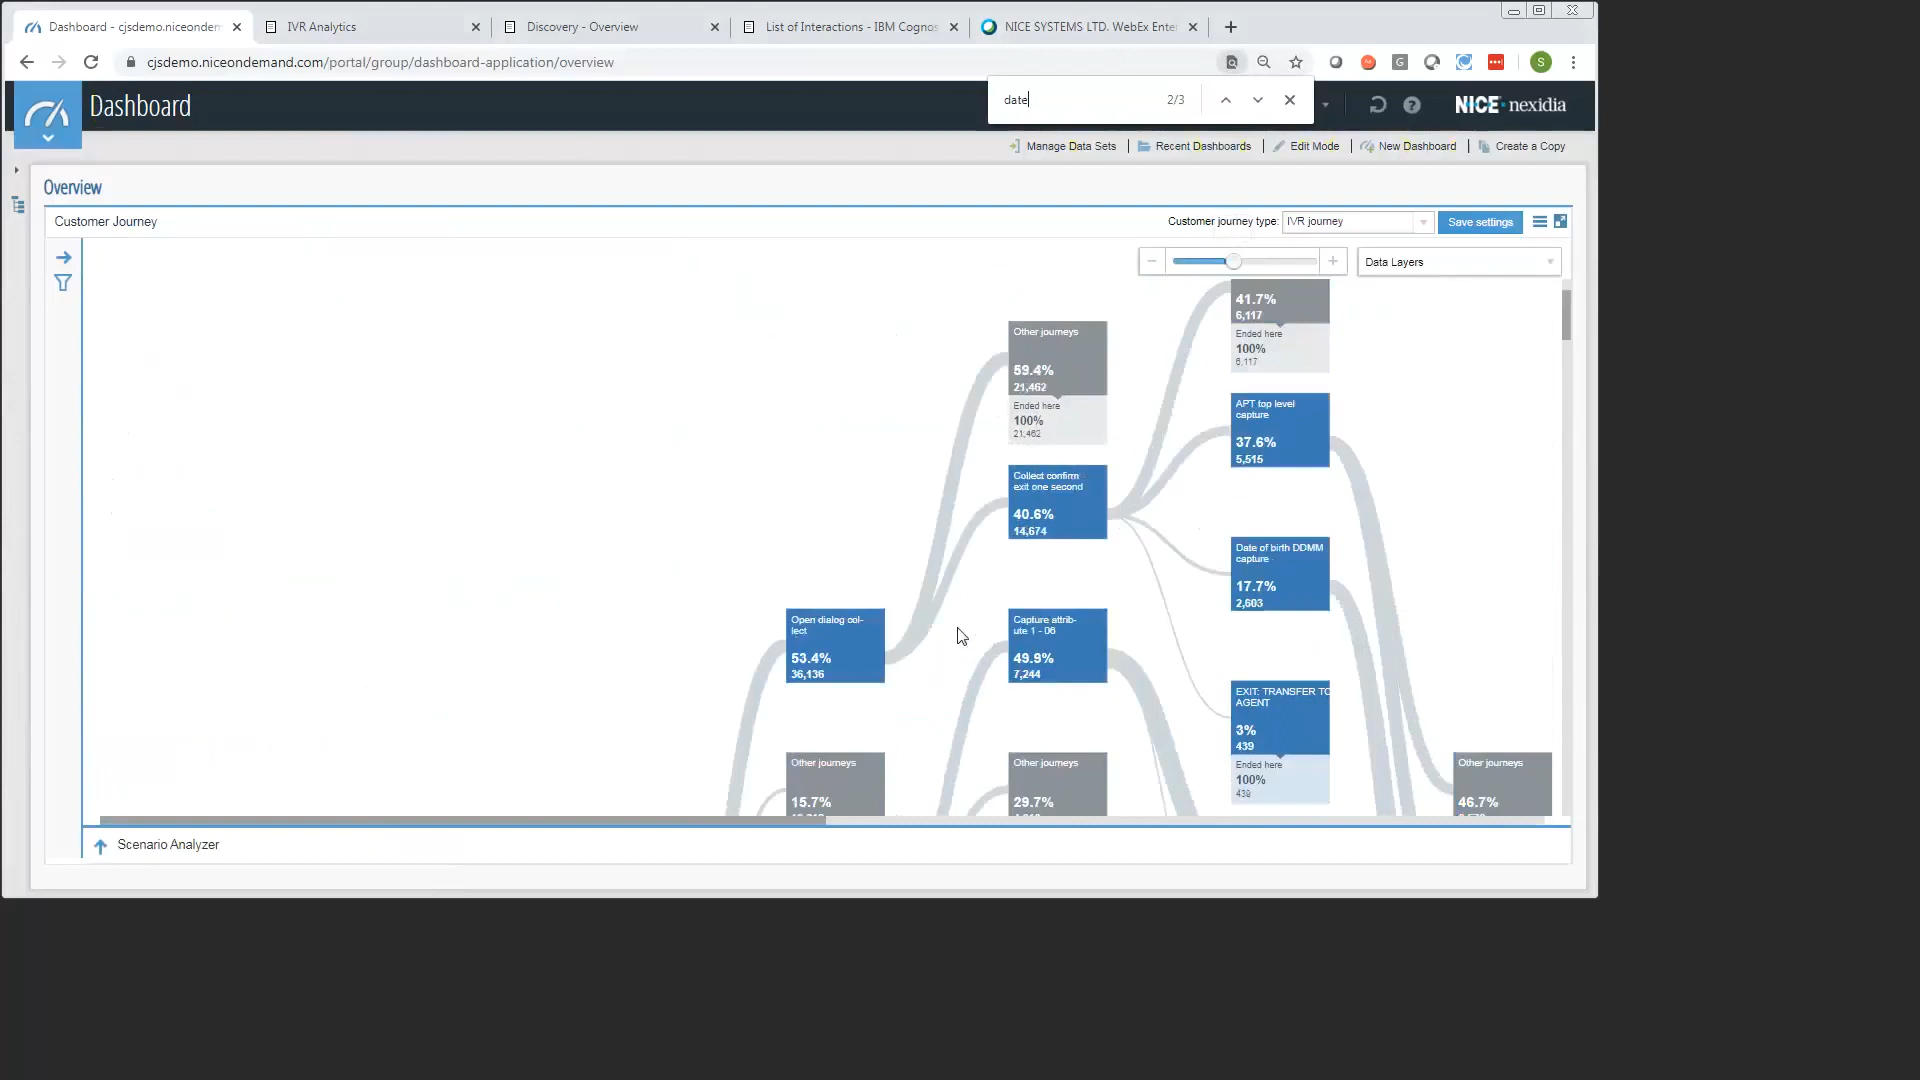 Dashboard - cjsdemo.niceondem
IVR Analytics
Discovery - Overview
List of Interactions - IBM Cognos
NICE SYSTEMS LTD. WebEx Enter
cjsdemo.niceondemand.com/portal/group/dashboard-application/overview
S
date 2/3
Dashboard
NICE nexidia
Manage Data Sets
Recent Dashboards
Edit Mode
New Dashboard
Create a Copy
Overview
Customer Journey
Customer journey type: IVR journey
Save settings
Data Layers
41.7%
6,117
Ended here
100%
6,117
Other journeys
59.4%
21,462
Ended here
100%
21,462
APT top level
capture
37.6%
5,515
Collect confirm
exit one second
40.6%
14,674
Date of birth DDMM
capture
17.7%
2,603
Open dialog col-
lect
53.4%
36,136
Capture attrib-
ute 1 - 06
49.9%
7,244
EXIT: TRANSFER TO
AGENT
3%
439
Ended here
100%
439
Other journeys
15.7%
Other journeys
29.7%
Other journeys
46.7%
Scenario Analyzer